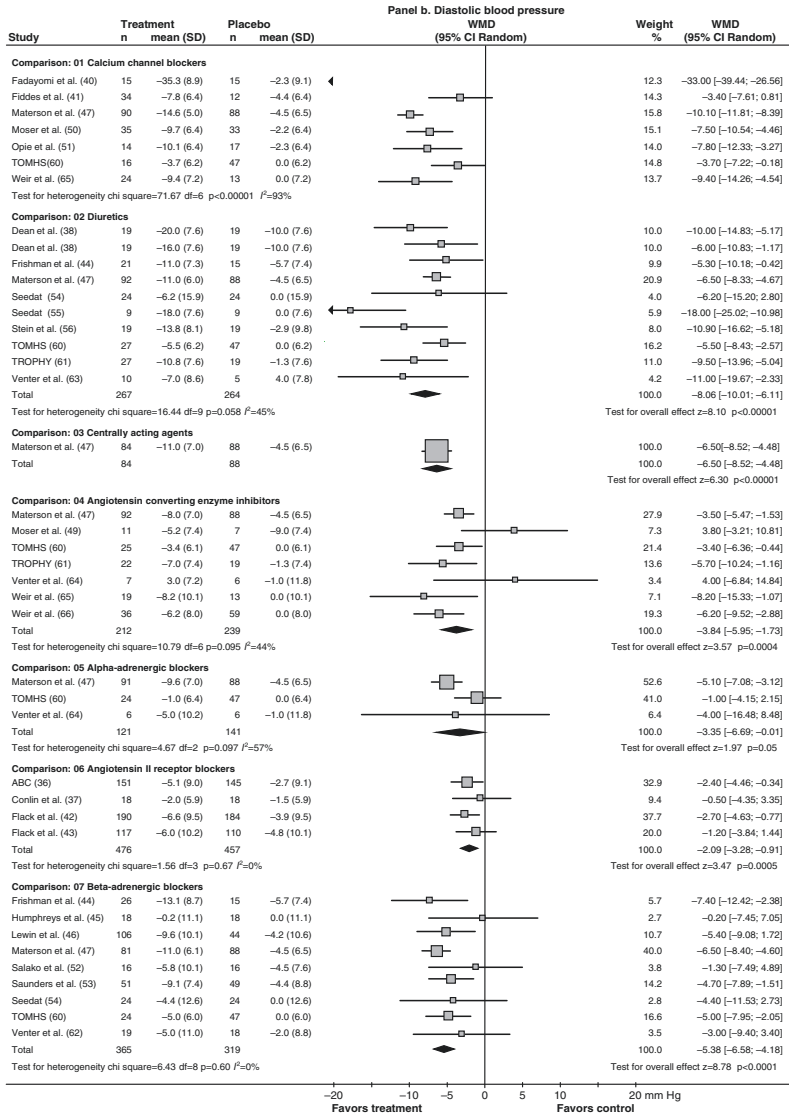 Panel b. Diastolic blood pressure
Treatment Placebo WMD Weight WMD
Study n mean (SD) n mean (SD) (95% CI Random) % (95% CI Random)
Comparison: 01 Calcium channel blockers
Fadayomi et al. (40) 15 −35.3 (8.9) 15 −2.3 (9.1) 12.3 −33.00 [−39.44; −26.56]
Fiddes et al. (41) 34 −7.8 (6.4) 12 −4.4 (6.4) 14.3 −3.40 [−7.61; 0.81]
Materson et al. (47) 90 −14.6 (5.0) 88 −4.5 (6.5) 15.8 −10.10 [−11.81; −8.39]
Moser et al. (50) 35 −9.7 (6.4) 33 −2.2 (6.4) 15.1 −7.50 [−10.54; −4.46]
Opie et al. (51) 14 −10.1 (6.4) 17 −2.3 (6.4) 14.0 −7.80 [−12.33; −3.27]
TOMHS(60) 16 −3.7 (6.2) 47 0.0 (6.2) 14.8 −3.70 [−7.22; −0.18]
Weir et al. (65) 24 −9.4 (7.2) 13 0.0 (7.2) 13.7 −9.40 [−14.26; −4.54]
Test for heterogeneity chi square=71.67 df=6 p<0.00001 I²=93%
Comparison: 02 Diuretics
Dean et al. (38) 19 −20.0 (7.6) 19 −10.0 (7.6) 10.0 −10.00 [−14.83; −5.17]
Dean et al. (38) 19 −16.0 (7.6) 19 −10.0 (7.6) 10.0 −6.00 [−10.83; −1.17]
Frishman et al. (44) 21 −11.0 (7.3) 15 −5.7 (7.4) 9.9 −5.30 [−10.18; −0.42]
Materson et al. (47) 92 −11.0 (6.0) 88 −4.5 (6.5) 20.9 −6.50 [−8.33; −4.67]
Seedat (54) 24 −6.2 (15.9) 24 0.0 (15.9) 4.0 −6.20 [−15.20; 2.80]
Seedat (55) 9 −18.0 (7.6) 9 0.0 (7.6) 5.9 −18.00 [−25.02; −10.98]
Stein et al. (56) 19 −13.8 (8.1) 19 −2.9 (9.8) 8.0 −10.90 [−16.62; −5.18]
TOMHS (60) 27 −5.5 (6.2) 47 0.0 (6.2) 16.2 −5.50 [−8.43; −2.57]
TROPHY (61) 27 −10.8 (7.6) 19 −1.3 (7.6) 11.0 −9.50 [−13.96; −5.04]
Venter et al. (63) 10 −7.0 (8.6) 5 4.0 (7.8) 4.2 −11.00 [−19.67; −2.33]
Total 267 264 100.0 −8.06 [−10.01; −6.11]
Test for heterogeneity chi square=16.44 df=9 p=0.058 I²=45% Test for overall effect z=8.10 p<0.00001
Comparison: 03 Centrally acting agents
Materson et al. (47) 84 −11.0 (7.0) 88 −4.5 (6.5) 100.0 −6.50[−8.52; −4.48]
Total 84 88 100.0 −6.50 [−8.52; −4.48]
Test for overall effect z=6.30 p<0.00001
Comparison: 04 Angiotensin converting enzyme inhibitors
Materson et al. (47) 92 −8.0 (7.0) 88 −4.5 (6.5) 27.9 −3.50 [−5.47; −1.53]
Moser et al. (49) 11 −5.2 (7.4) 7 −9.0 (7.4) 7.3 3.80 [−3.21; 10.81]
TOMHS (60) 25 −3.4 (6.1) 47 0.0 (6.1) 21.4 −3.40 [−6.36; −0.44]
TROPHY (61) 22 −7.0 (7.4) 19 −1.3 (7.4) 13.6 −5.70 [−10.24; −1.16]
Venter et al. (64) 7 3.0 (7.2) 6 −1.0 (11.8) 3.4 4.00 [−6.84; 14.84]
Weir et al. (65) 19 −8.2 (10.1) 13 0.0 (10.1) 7.1 −8.20 [−15.33; −1.07]
Weir et al. (66) 36 −6.2 (8.0) 59 0.0 (8.0) 19.3 −6.20 [−9.52; −2.88]
Total 212 239 100.0 −3.84 [−5.95; −1.73]
Test for heterogeneity chi square=10.79 df=6 p=0.095 I²=44% Test for overall effect z=3.57 p=0.0004
Comparison: 05 Alpha-adrenergic blockers
Materson et al. (47) 91 −9.6 (7.0) 88 −4.5 (6.5) 52.6 −5.10 [−7.08; −3.12]
TOMHS (60) 24 −1.0 (6.4) 47 0.0 (6.4) 41.0 −1.00 [−4.15; 2.15]
Venter et al. (64) 6 −5.0 (10.2) 6 −1.0 (11.8) 6.4 −4.00 [−16.48; 8.48]
Total 121 141 100.0 −3.35 [−6.69; −0.01]
Test for heterogeneity chi square=4.67 df=2 p=0.097 I²=57% Test for overall effect z=1.97 p=0.05
Comparison: 06 Angiotensin II receptor blockers
ABC (36) 151 −5.1 (9.0) 145 −2.7 (9.1) 32.9 −2.40 [−4.46; −0.34]
Conlin et al. (37) 18 −2.0 (5.9) 18 −1.5 (5.9) 9.4 −0.50 [−4.35; 3.35]
Flack et al. (42) 190 −6.6 (9.5) 184 −3.9 (9.5) 37.7 −2.70 [−4.63; −0.77]
Flack et al. (43) 117 −6.0 (10.2) 110 −4.8 (10.1) 20.0 −1.20 [−3.84; 1.44]
Total 476 457 100.0 −2.09 [−3.28; −0.91]
Test for heterogeneity chi square=1.56 df=3 p=0.67 I²=0% Test for overall effect z=3.47 p=0.0005
Comparison: 07 Beta-adrenergic blockers
Frishman et al. (44) 26 −13.1 (8.7) 15 −5.7 (7.4) 5.7 −7.40 [−12.42; −2.38]
Humphreys et al. (45) 18 −0.2 (11.1) 18 0.0 (11.1) 2.7 −0.20 [−7.45; 7.05]
Lewin et al. (46) 106 −9.6 (10.1) 44 −4.2 (10.6) 10.7 −5.40 [−9.08; 1.72]
Materson et al. (47) 81 −11.0 (6.1) 88 −4.5 (6.5) 40.0 −6.50 [−8.40; −4.60]
Salako et al. (52) 16 −5.8 (10.1) 16 −4.5 (7.6) 3.8 −1.30 [−7.49; 4.89]
Saunders et al. (53) 51 −9.1 (7.4) 49 −4.4 (8.8) 14.2 −4.70 [−7.89; −1.51]
Seedat (54) 24 −4.4 (12.6) 24 0.0 (12.6) 2.8 −4.40 [−11.53; 2.73]
TOMHS (60) 24 −5.0 (6.0) 47 0.0 (6.0) 16.6 −5.00 [−7.95; −2.05]
Venter et al. (62) 19 −5.0 (11.0) 18 −2.0 (8.8) 3.5 −3.00 [−9.40; 3.40]
Total 365 319 100.0 −5.38 [−6.58; −4.18]
Test for heterogeneity chi square=6.43 df=8 p=0.60 I²=0% Test for overall effect z=8.78 p<0.0001
−20 −10 −5 0 5 10 20 mm Hg
Favors treatment Favors control